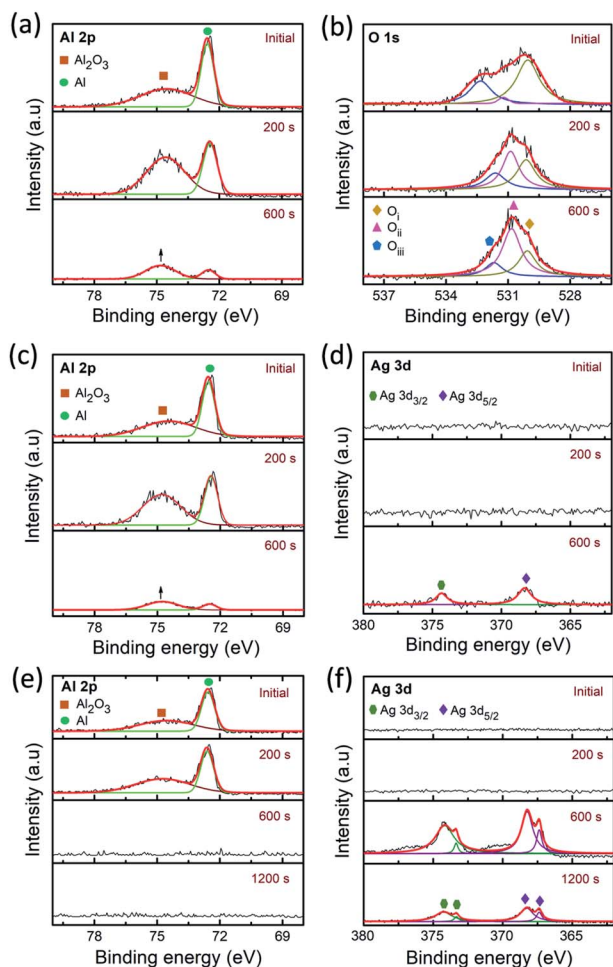 (a)
Al 2p
Al
Initial
Al₂O₃
Al
200 s
600 s
Intensity (a.u)
78 75 72 69
Binding energy (eV)
(b)
O 1s
Initial
200 s
600 s
Oᵢ
Oᵢᵢ
Oᵢᵢᵢ
Intensity (a.u)
537 534 531 528
Binding energy (eV)
(c)
Al 2p
Initial
Al₂O₃
Al
200 s
600 s
Intensity (a.u)
78 75 72 69
Binding energy (eV)
(d)
Ag 3d
Initial
Ag 3d₃/₂ Ag 3d₅/₂
200 s
600 s
Intensity (a.u)
380 375 370 365
Binding energy (eV)
(e)
Al 2p
Initial
Al₂O₃
Al
200 s
600 s
1200 s
Intensity (a.u)
78 75 72 69
Binding energy (eV)
(f)
Ag 3d
Initial
Ag 3d₃/₂ Ag 3d₅/₂
200 s
600 s
1200 s
Intensity (a.u)
380 375 370 365
Binding energy (eV)